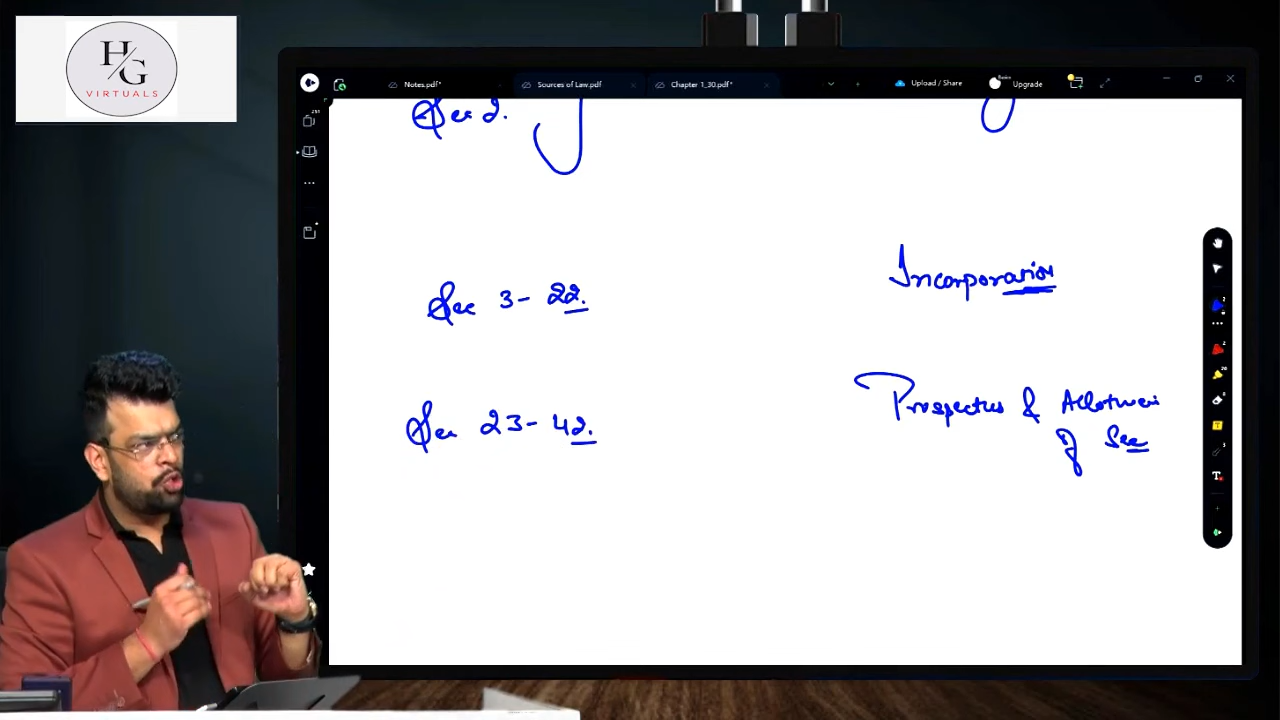 H/G
VIRTUALS
Notes.pdf*
Sources of Law.pdf
Chapter 1_30.pdf*
Upload / Share
Basic
Upgrade
Sec 2.
Incorporation
Sec 3 - 22.
Prospectus & Allotment
Sec 23 - 42.
of Sec